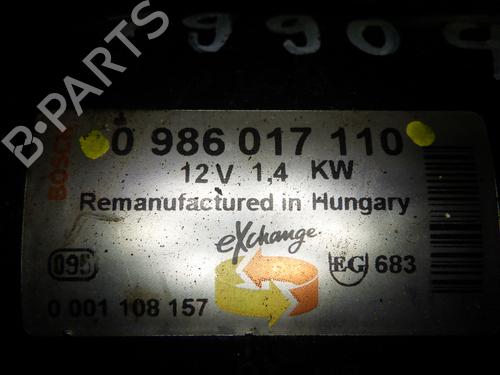 B-PARTS
BOSCH
0 986 017 110
12V 1,4 KW
Remanufactured in Hungary
eXchange
095
EG 683
0 001 108 157